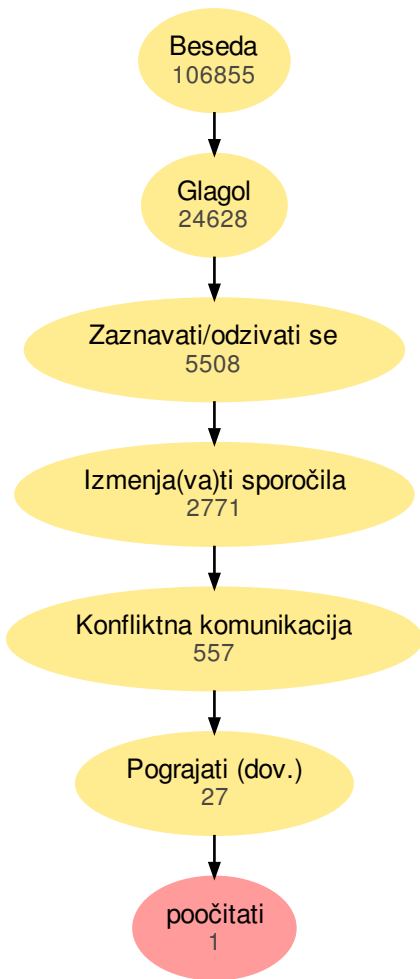 Beseda
106855
Glagol
24628
Zaznavati/odzivati se
5508
Izmenja(va)ti sporočila
2771
Konfliktna komunikacija
557
Pograjati (dov.)
27
poočitati
1